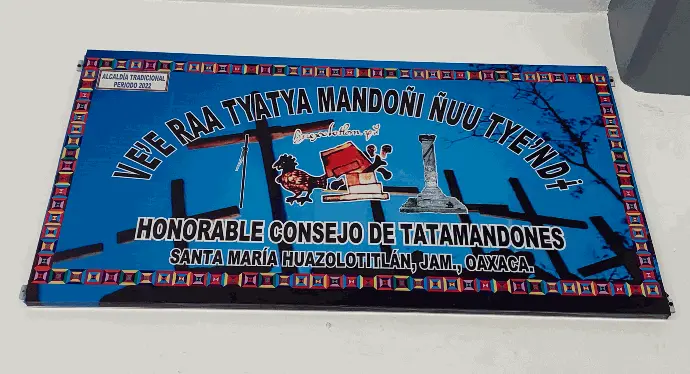 ALCALDÍA TRADICIONAL
PERIODO 2022
VE'E RAA TYATYA MANDOÑI ÑUU TYE'NDɨ
HONORABLE CONSEJO DE TATAMANDONES
SANTA MARÍA HUAZOLOTITLÁN, JAM., OAXACA.